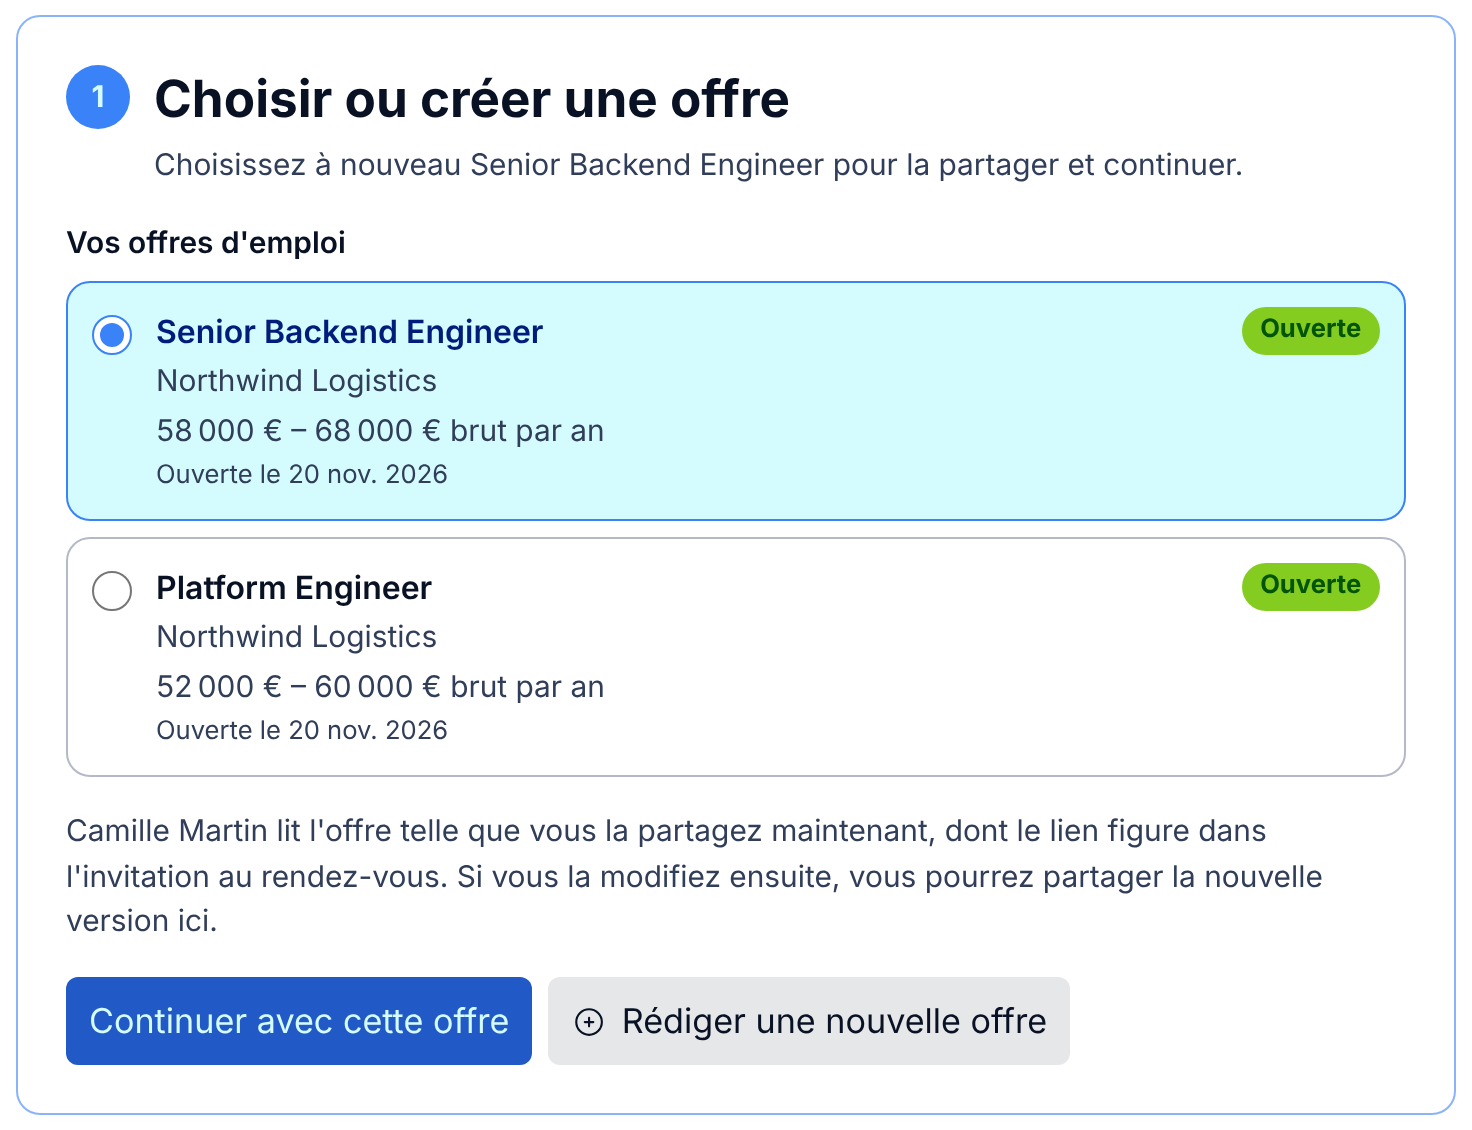 1
Choisir ou créer une offre
Choisissez à nouveau Senior Backend Engineer pour la partager et continuer.
Vos offres d'emploi
Senior Backend Engineer
Ouverte
Northwind Logistics
58 000 € – 68 000 € brut par an
Ouverte le 20 nov. 2026
Platform Engineer
Ouverte
Northwind Logistics
52 000 € – 60 000 € brut par an
Ouverte le 20 nov. 2026
Camille Martin lit l'offre telle que vous la partagez maintenant, dont le lien figure dans
l'invitation au rendez-vous. Si vous la modifiez ensuite, vous pourrez partager la nouvelle
version ici.
Continuer avec cette offre
Rédiger une nouvelle offre